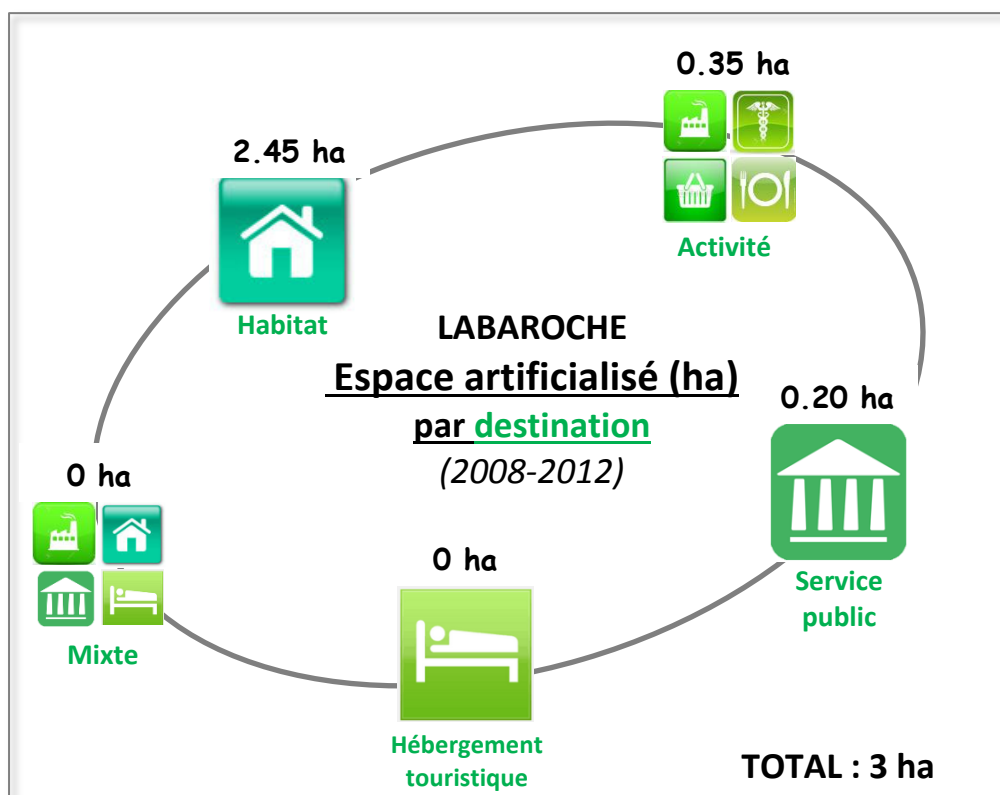 0.35 ha
Activité
2.45 ha
Habitat
LABAROCHE
Espace artificialisé (ha)
par destination
(2008-2012)
0.20 ha
Service
public
0 ha
Mixte
0 ha
Hébergement
touristique
TOTAL : 3 ha